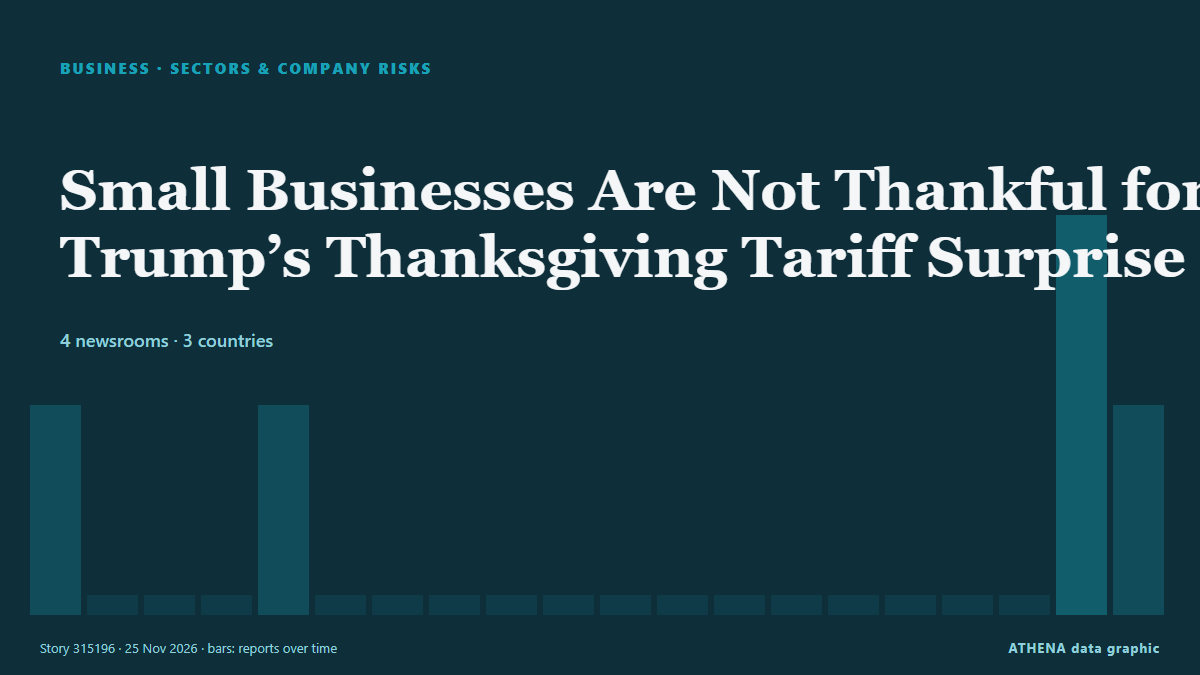 BUSINESS · SECTORS & COMPANY RISKS
Small Businesses Are Not Thankful for
Trump’s Thanksgiving Tariff Surprise
4 newsrooms · 3 countries
Story 315196 · 25 Nov 2026 · bars: reports over time
ATHENA data graphic